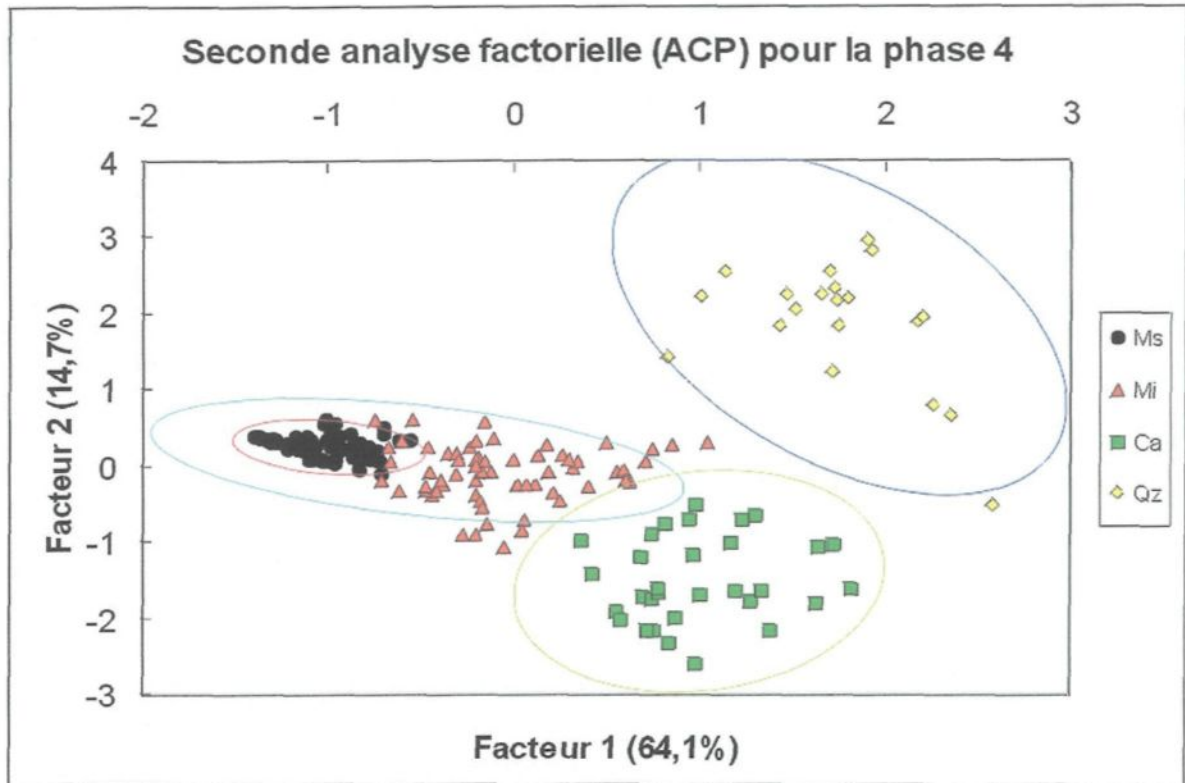 Seconde analyse factorielle (ACP) pour la phase 4
-2 -1 0 1 2 3
4
3
2
1
0
-1
-2
-3
Facteur 2 (14,7%)
Ms
Mi
Ca
Qz
Facteur 1 (64,1%)